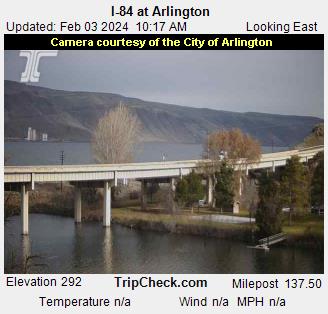 I-84 at Arlington
Updated: Feb 03 2024 10:17 AM Looking East
Camera courtesy of the City of Arlington
Elevation 292 TripCheck.com Milepost 137.50
Temperature n/a Wind n/a MPH n/a